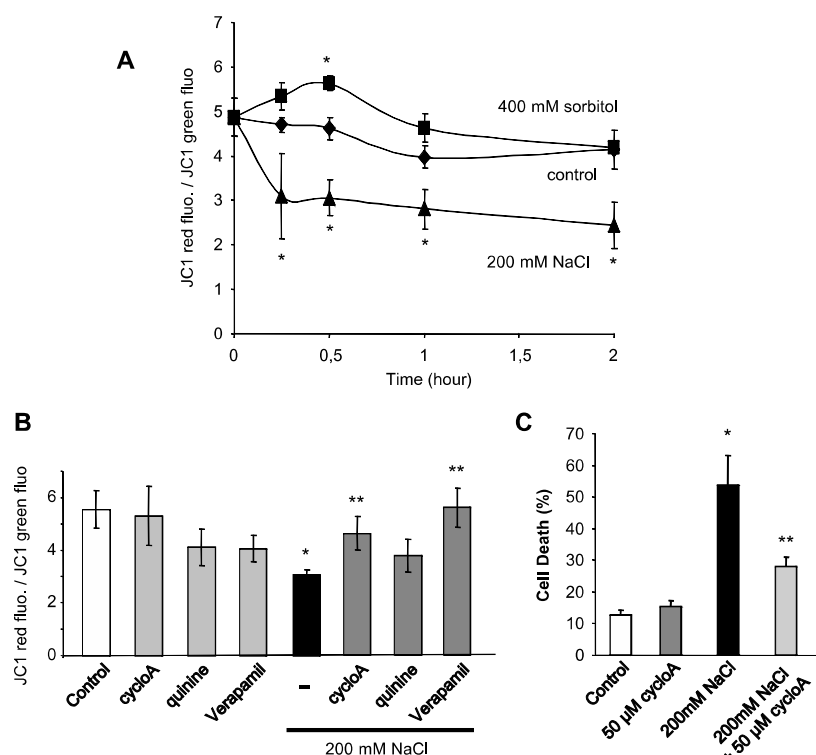 A
JC1 red fluo. / JC1 green fluo
7
6
5
4
3
2
1
0
*
*
*
*
*
400 mM sorbitol
control
200 mM NaCl
0
0,5
1
1,5
2
Time (hour)
B
JC1 red fluo. / JC1 green fluo
6
4
2
0
*
**
**
Control
cycloA
quinine
Verapamil
–
cycloA
quinine
Verapamil
200 mM NaCl
C
Cell Death (%)
70
60
50
40
30
20
10
0
*
**
Control
50 µM cycloA
200mM NaCl
200mM NaCl
50 µM cycloA